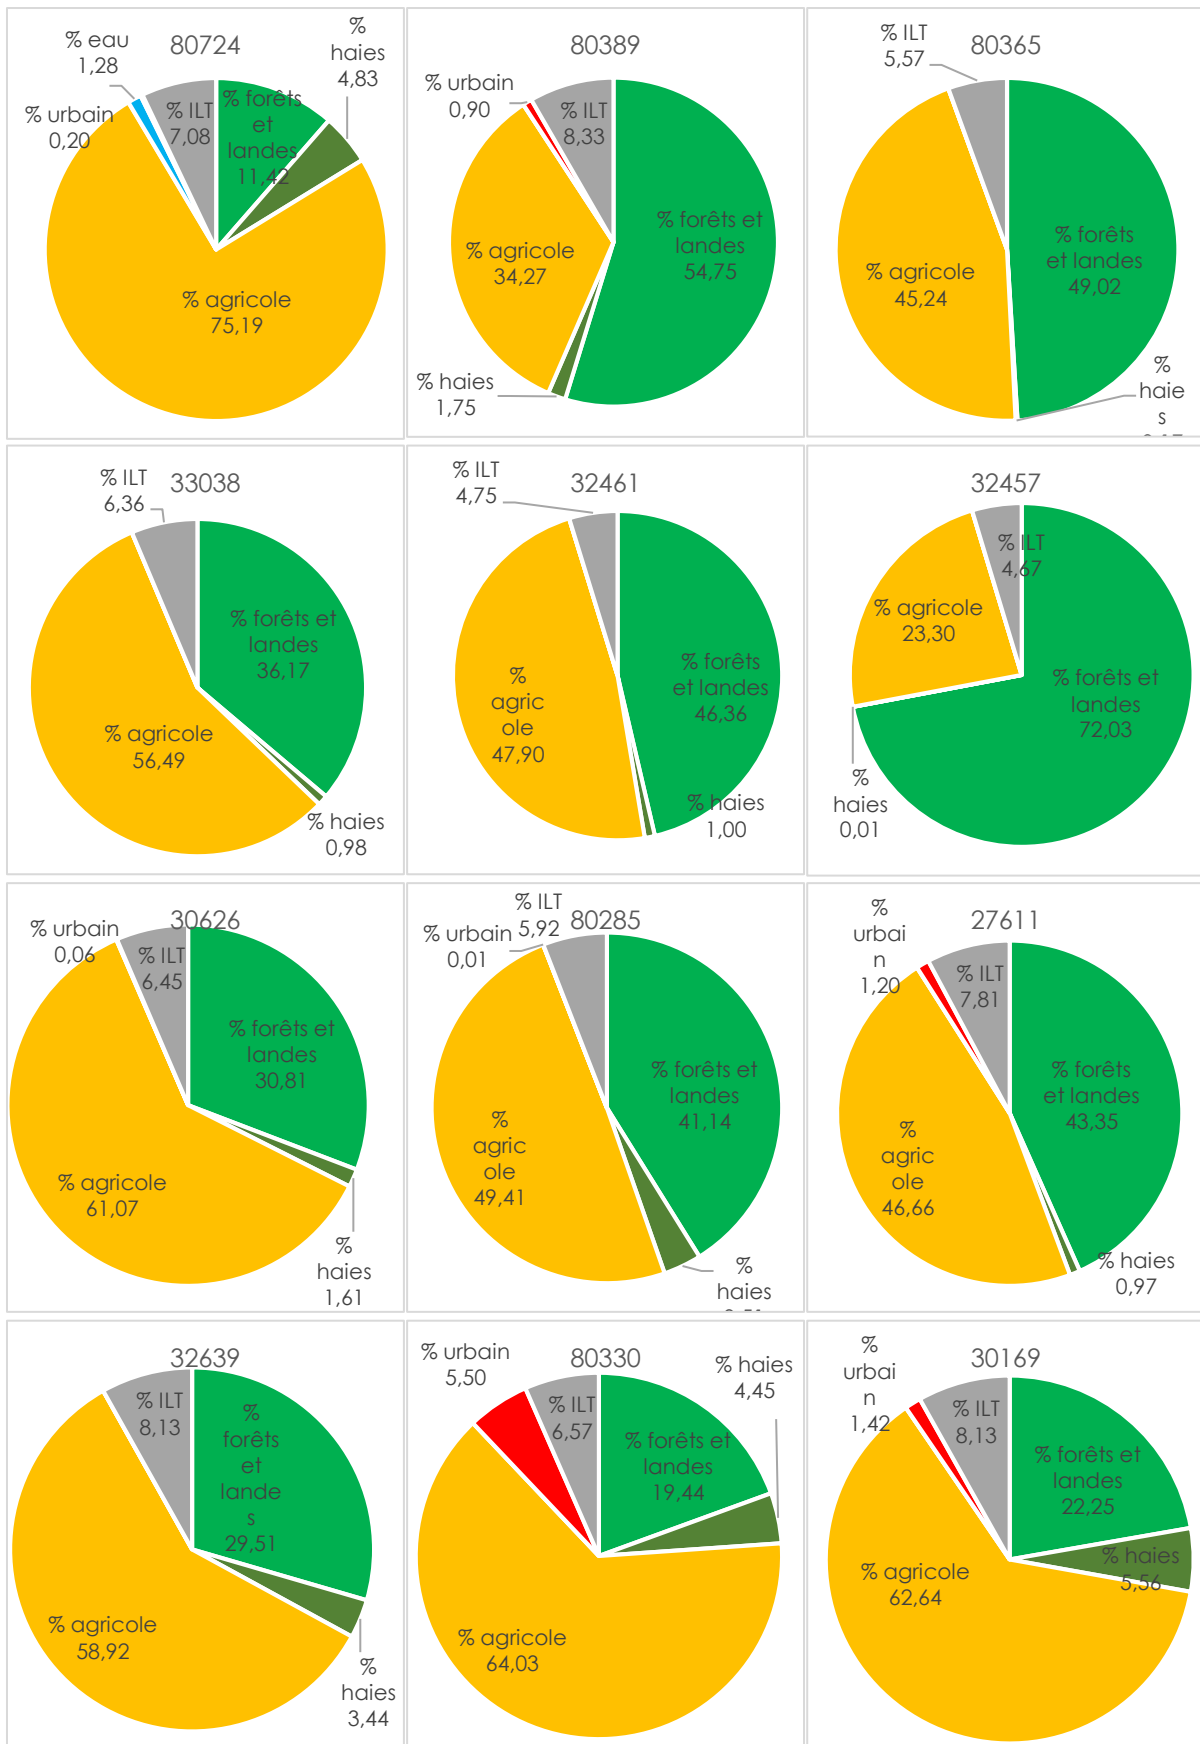 80724
% eau
1,28
% urbain
0,20
% ILT
7,08
% forêts
et
landes
11,42
%
haies
4,83
% agricole
75,19
80389
% urbain
0,90
% ILT
8,33
% forêts et
landes
54,75
% agricole
34,27
% haies
1,75
80365
% ILT
5,57
% forêts
et landes
49,02
% agricole
45,24
%
haie
s
33038
% ILT
6,36
% forêts et
landes
36,17
% agricole
56,49
% haies
0,98
32461
% ILT
4,75
% forêts
et landes
46,36
%
agric
ole
47,90
% haies
1,00
32457
% ILT
4,67
% agricole
23,30
% forêts et
landes
72,03
%
haies
0,01
30626
% urbain
0,06
% ILT
6,45
% forêts et
landes
30,81
% agricole
61,07
%
haies
1,61
80285
% ILT
5,92
% urbain
0,01
% forêts et
landes
41,14
%
agric
ole
49,41
%
haies
27611
%
urbai
n
1,20
% ILT
7,81
% forêts
et landes
43,35
%
agric
ole
46,66
% haies
0,97
32639
% ILT
8,13
%
forêts
et
lande
s
29,51
% agricole
58,92
%
haies
3,44
80330
% urbain
5,50
% ILT
6,57
% haies
4,45
% forêts et
landes
19,44
% agricole
64,03
30169
%
urbai
n
1,42
% ILT
8,13
% forêts et
landes
22,25
% haies
5,56
% agricole
62,64